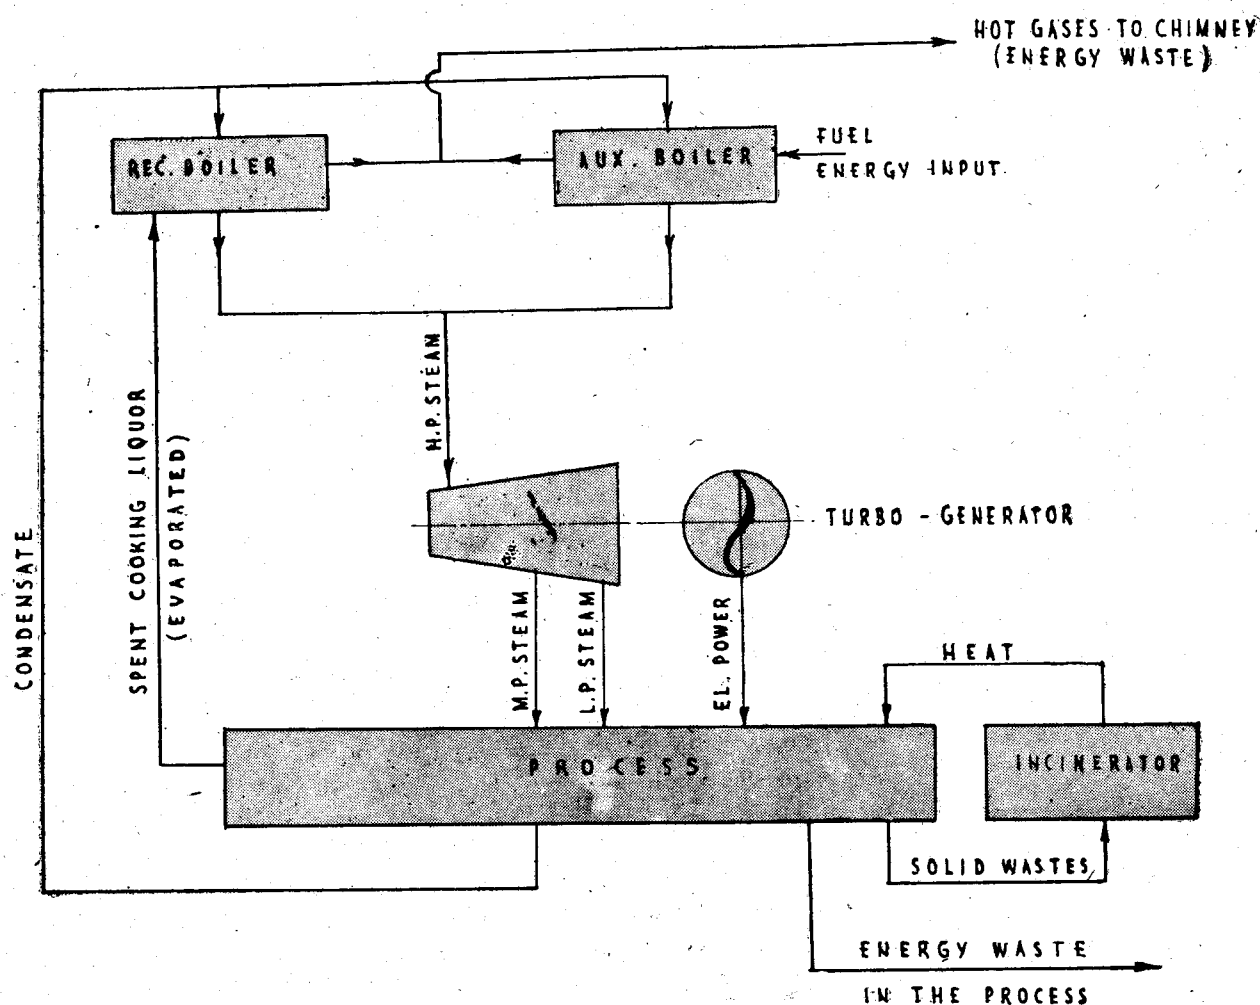 HOT GASES TO CHIMNEY
(ENERGY WASTE)
REC. BOILER
AUX. BOILER
FUEL
ENERGY INPUT
H.P. STEAM
SPENT COOKING LIQUOR
(EVAPORATED)
CONDENSATE
TURBO - GENERATOR
M.P. STEAM
L.P. STEAM
EL. POWER
HEAT
PROCESS
INCINERATOR
SOLID WASTES
ENERGY WASTE
IN THE PROCESS